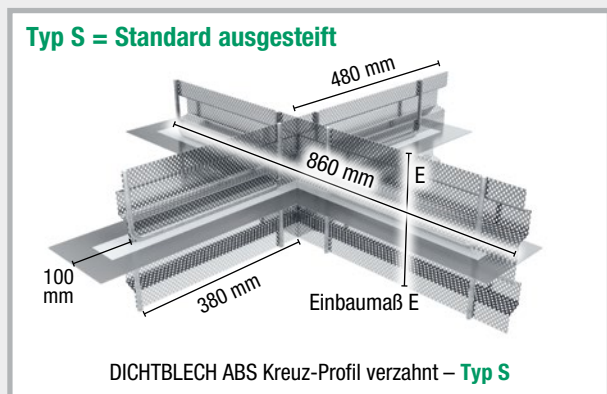 Typ S = Standard ausgesteift
480 mm
860 mm
E
100
mm
380 mm
Einbaumaß E
DICHTBLECH ABS Kreuz-Profil verzahnt – Typ S